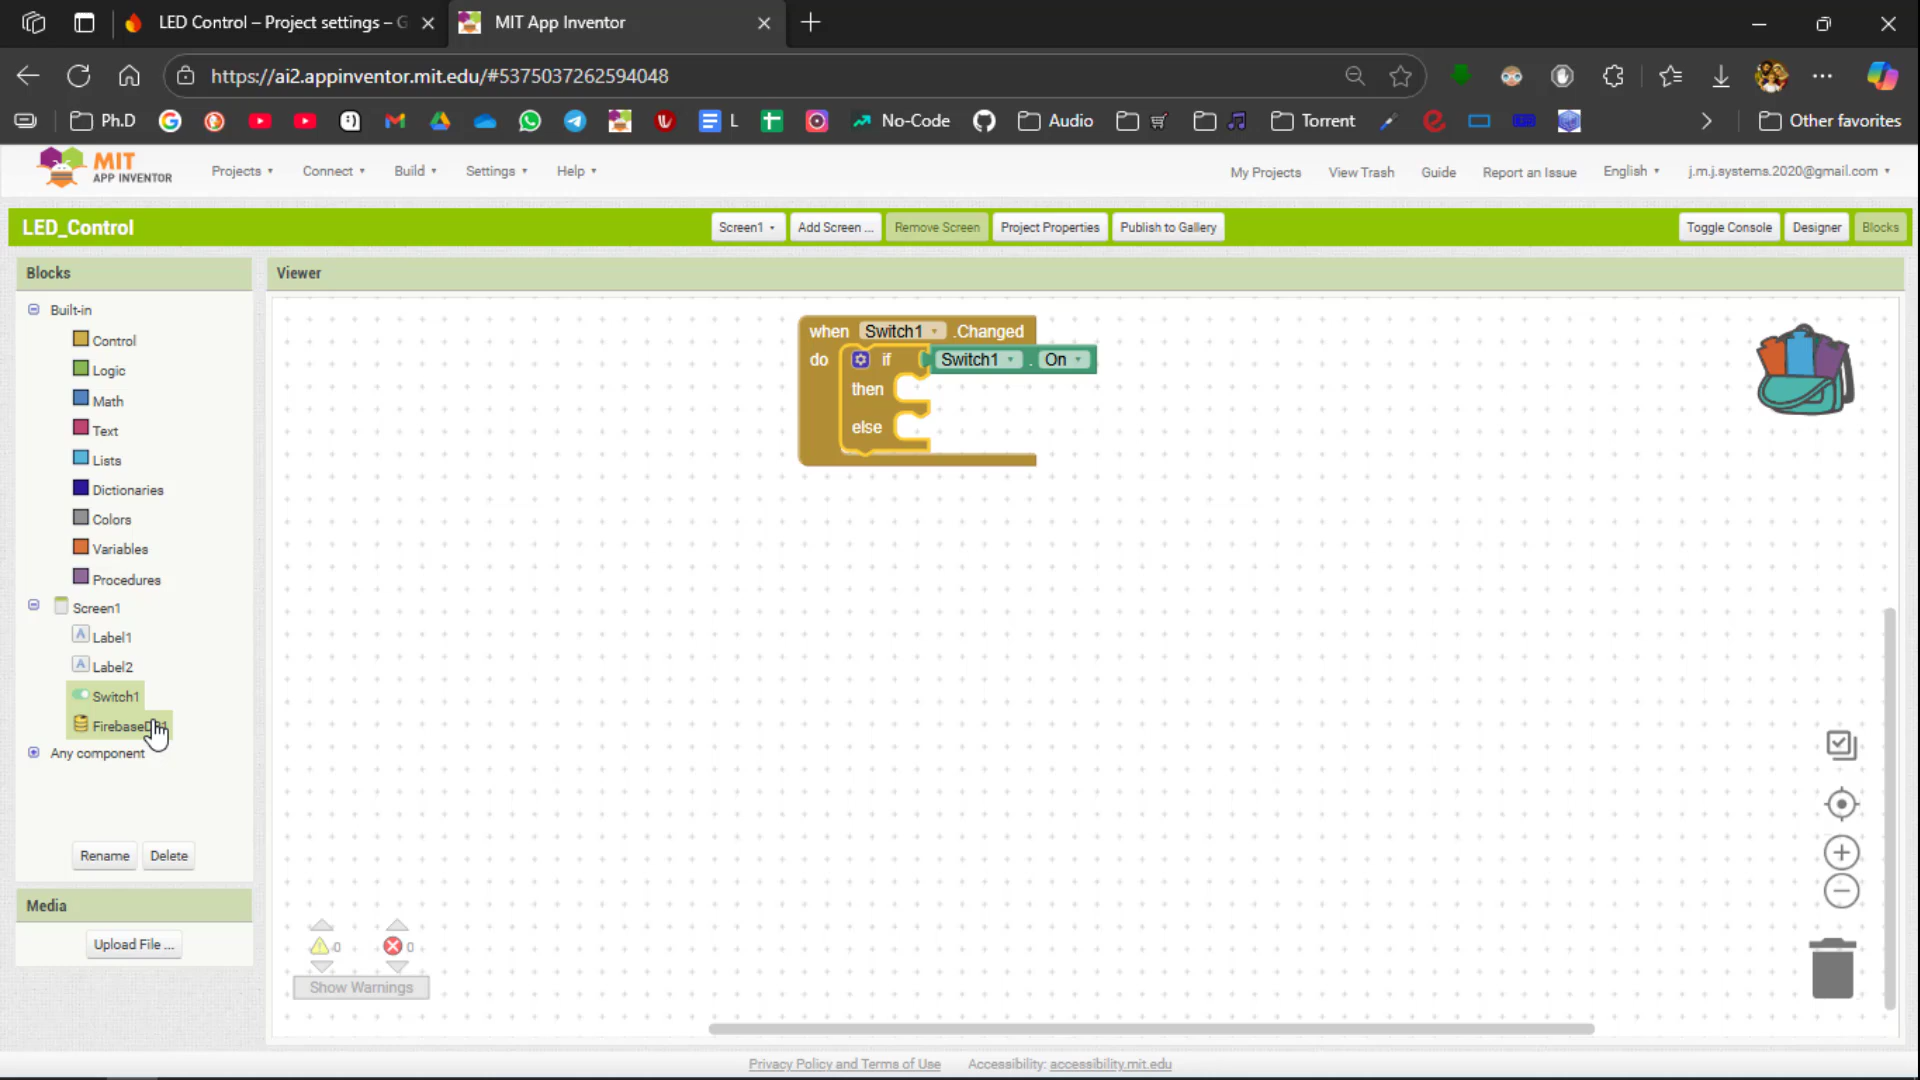 LED Control – Project settings – G
MIT App Inventor
https://ai2.appinventor.mit.edu/#5375037262594048
Ph.D
L
No-Code
Audio
Torrent
Other favorites
MIT
APP INVENTOR
Projects
Connect
Build
Settings
Help
My Projects
View Trash
Guide
Report an Issue
English
j.m.j.systems.2020@gmail.com
LED_Control
Screen1
Add Screen ...
Remove Screen
Project Properties
Publish to Gallery
Toggle Console
Designer
Blocks
Blocks
Viewer
Built-in
Control
Logic
Math
Text
Lists
Dictionaries
Colors
Variables
Procedures
Screen1
Label1
Label2
Switch1
FirebaseDB1
Any component
Rename
Delete
Media
Upload File ...
when Switch1 .Changed
do if Switch1 . On
then
else
0
0
Show Warnings
Privacy Policy and Terms of Use
Accessibility: accessibility.mit.edu